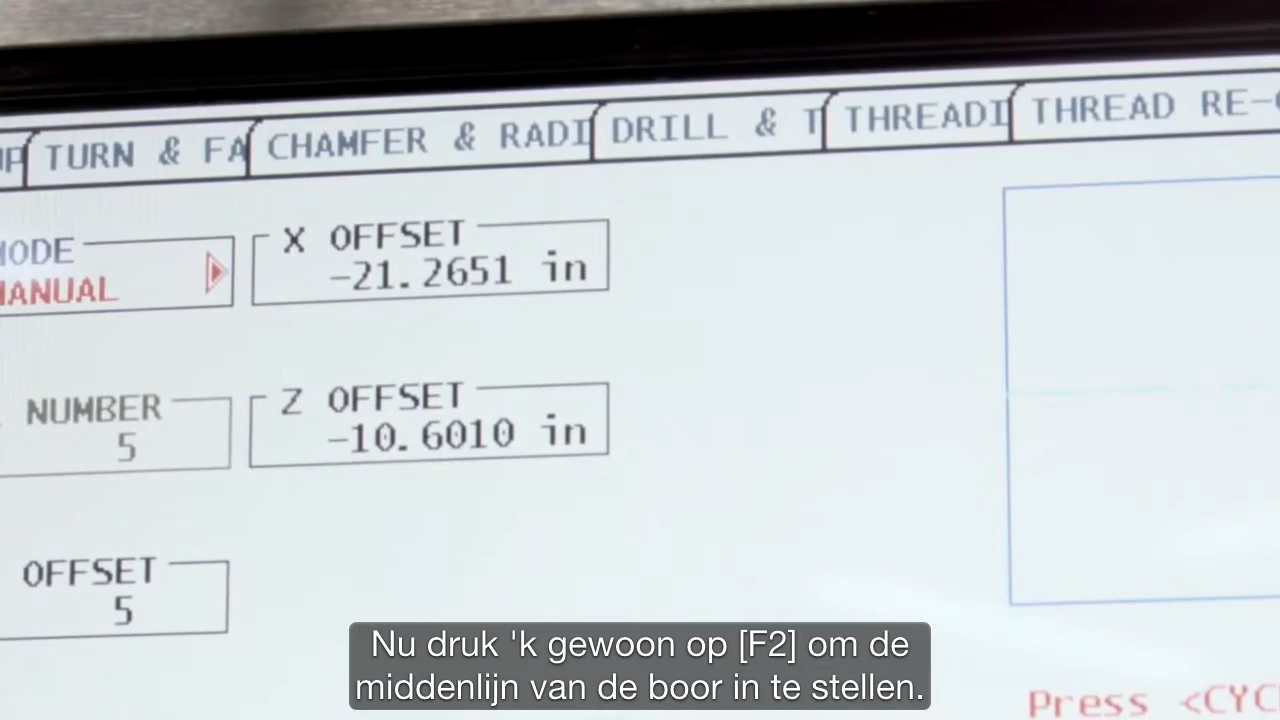 TURN & FA CHAMFER & RADI DRILL & T THREADI THREAD RE-
MODE
MANUAL
X OFFSET
-21.2651 in
NUMBER
5
Z OFFSET
-10.6010 in
OFFSET
5
Nu druk 'k gewoon op [F2] om de
middenlijn van de boor in te stellen.
Press <CYC